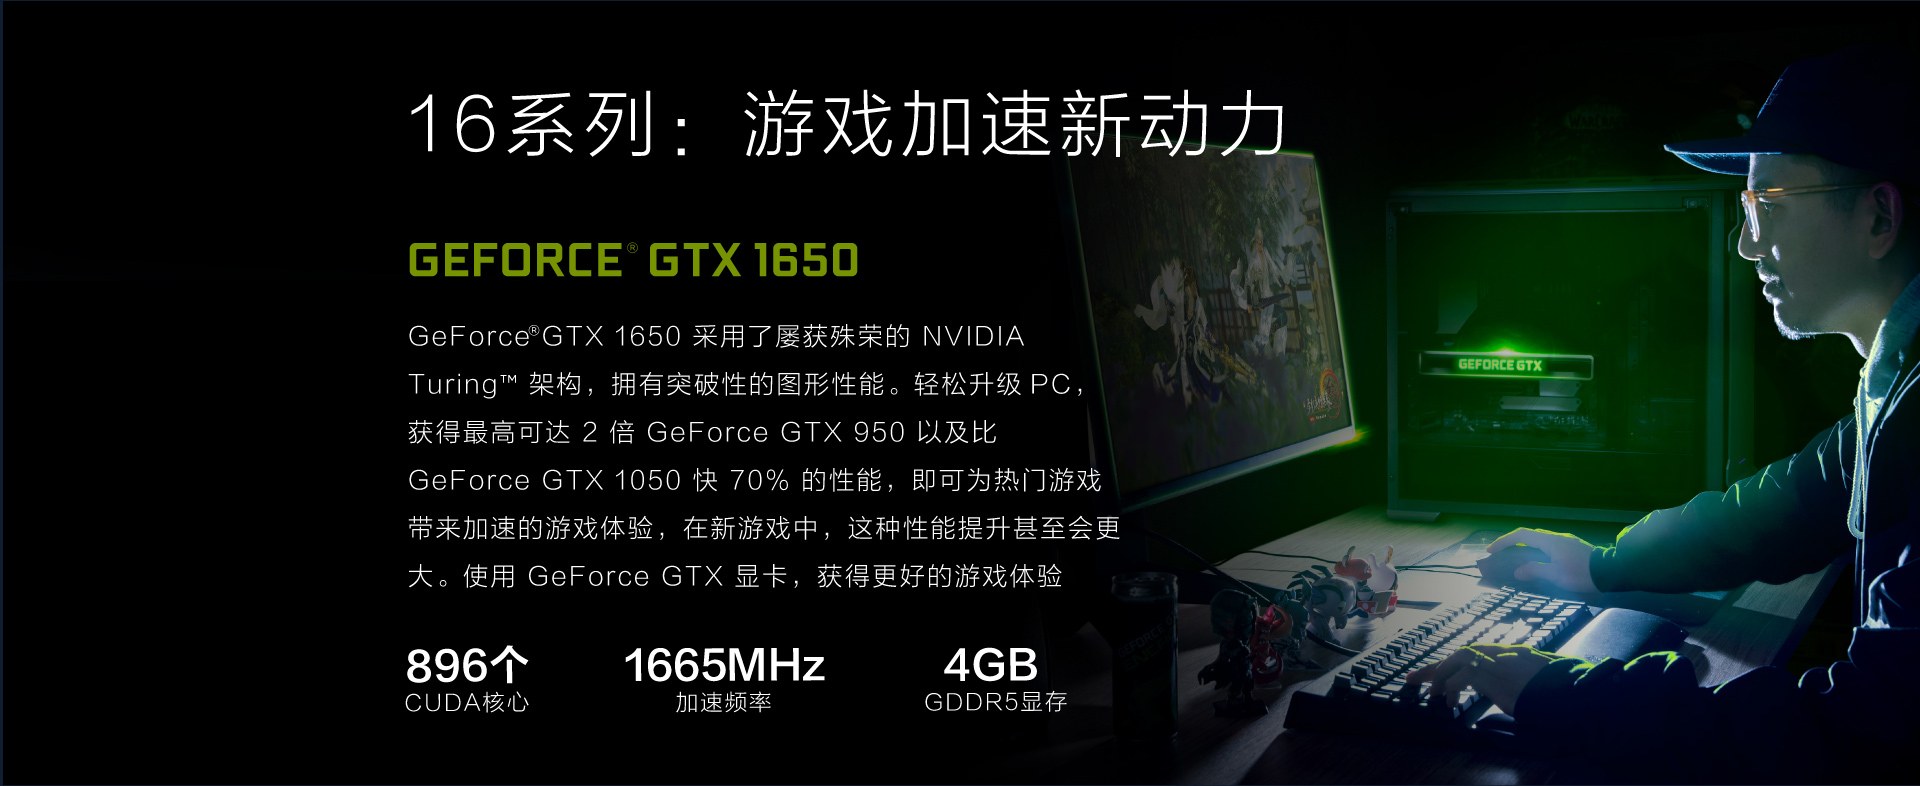 16系列：游戏加速新动力
GEFORCE® GTX 1650
GeForce®GTX 1650 采用了屡获殊荣的 NVIDIA
Turing™ 架构，拥有突破性的图形性能。轻松升级 PC，
获得最高可达 2 倍 GeForce GTX 950 以及比
GeForce GTX 1050 快 70% 的性能，即可为热门游戏
带来加速的游戏体验，在新游戏中，这种性能提升甚至会更
大。使用 GeForce GTX 显卡，获得更好的游戏体验
896个
CUDA核心
1665MHz
加速频率
4GB
GDDR5显存
GEFORCE GTX